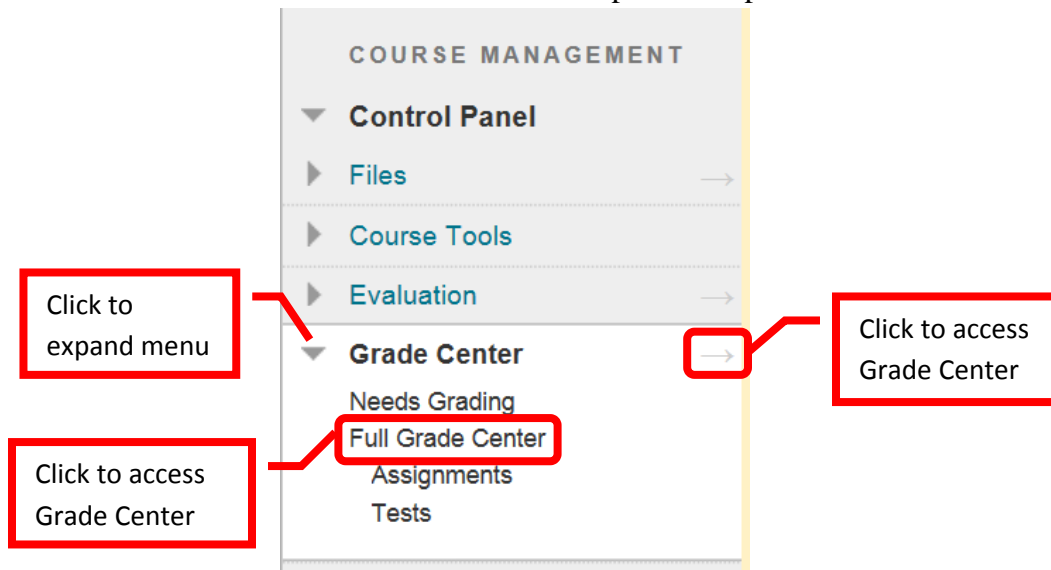 COURSE MANAGEMENT
Control Panel
Files
Course Tools
Evaluation
Click to
expand menu
Grade Center
Click to access
Grade Center
Needs Grading
Full Grade Center
Assignments
Tests
Click to access
Grade Center